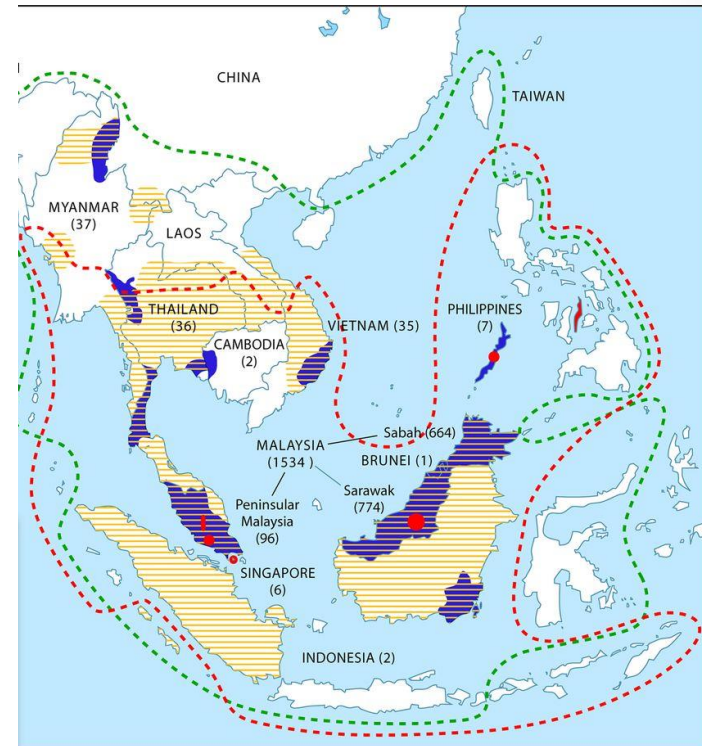 CHINA
TAIWAN
MYANMAR
(37)
LAOS
THAILAND
(36)
VIETNAM (35)
CAMBODIA
(2)
PHILIPPINES
(7)
Sabah (664)
MALAYSIA
(1534 )
BRUNEI (1)
Sarawak
(774)
Peninsular
Malaysia
(96)
SINGAPORE
(6)
INDONESIA (2)